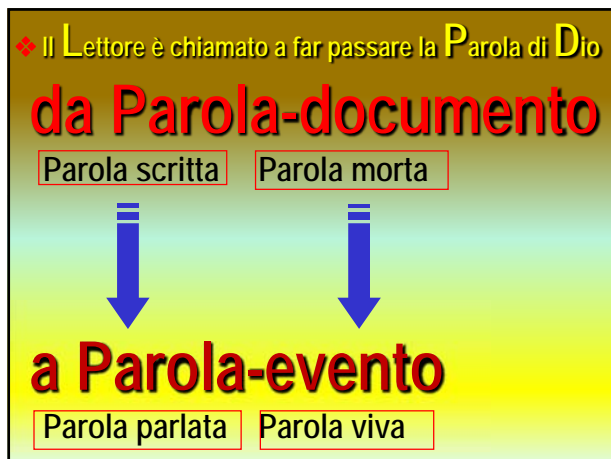 ❖ Il Lettore è chiamato a far passare la Parola di Dio
da Parola-documento
Parola scritta Parola morta
a Parola-evento
Parola parlata Parola viva